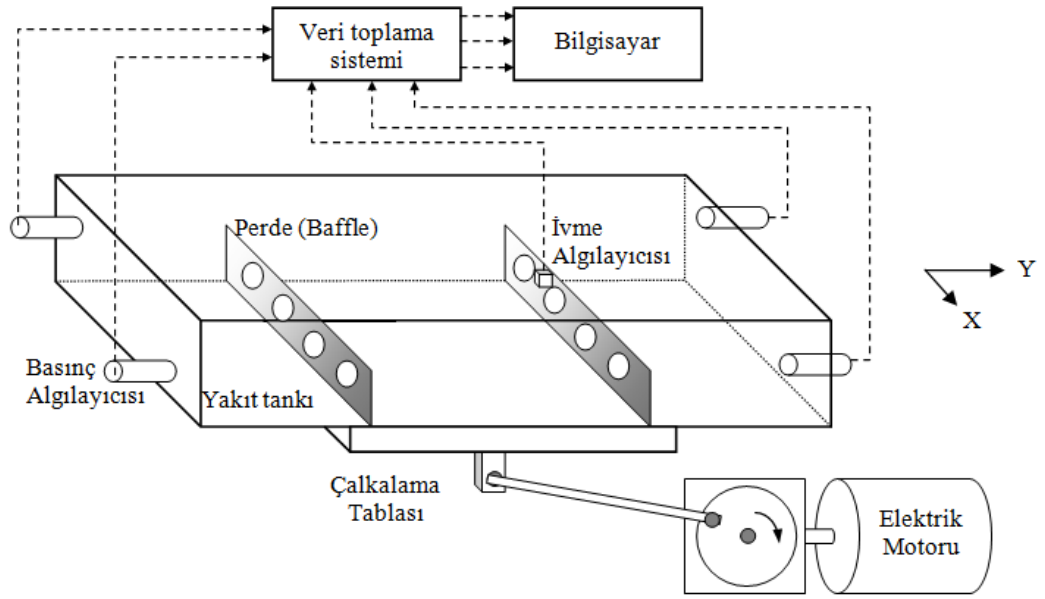 Veri toplama
sistemi
Bilgisayar
Perde (Baffle)
İvme
Algılayıcısı
Y
X
Basınç
Algılayıcısı
Yakıt tankı
Çalkalama
Tablası
Elektrik
Motoru